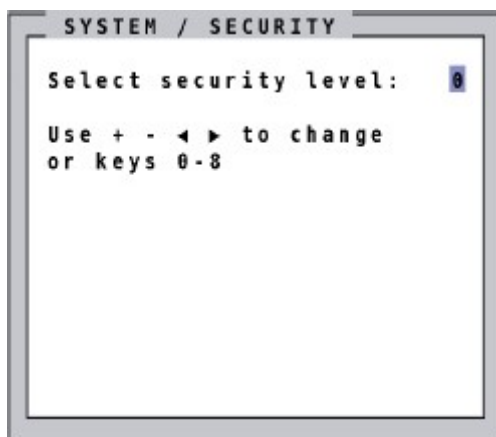 SYSTEM / SECURITY
Select security level: 0
Use + - ◀ ▶ to change
or keys 0-8